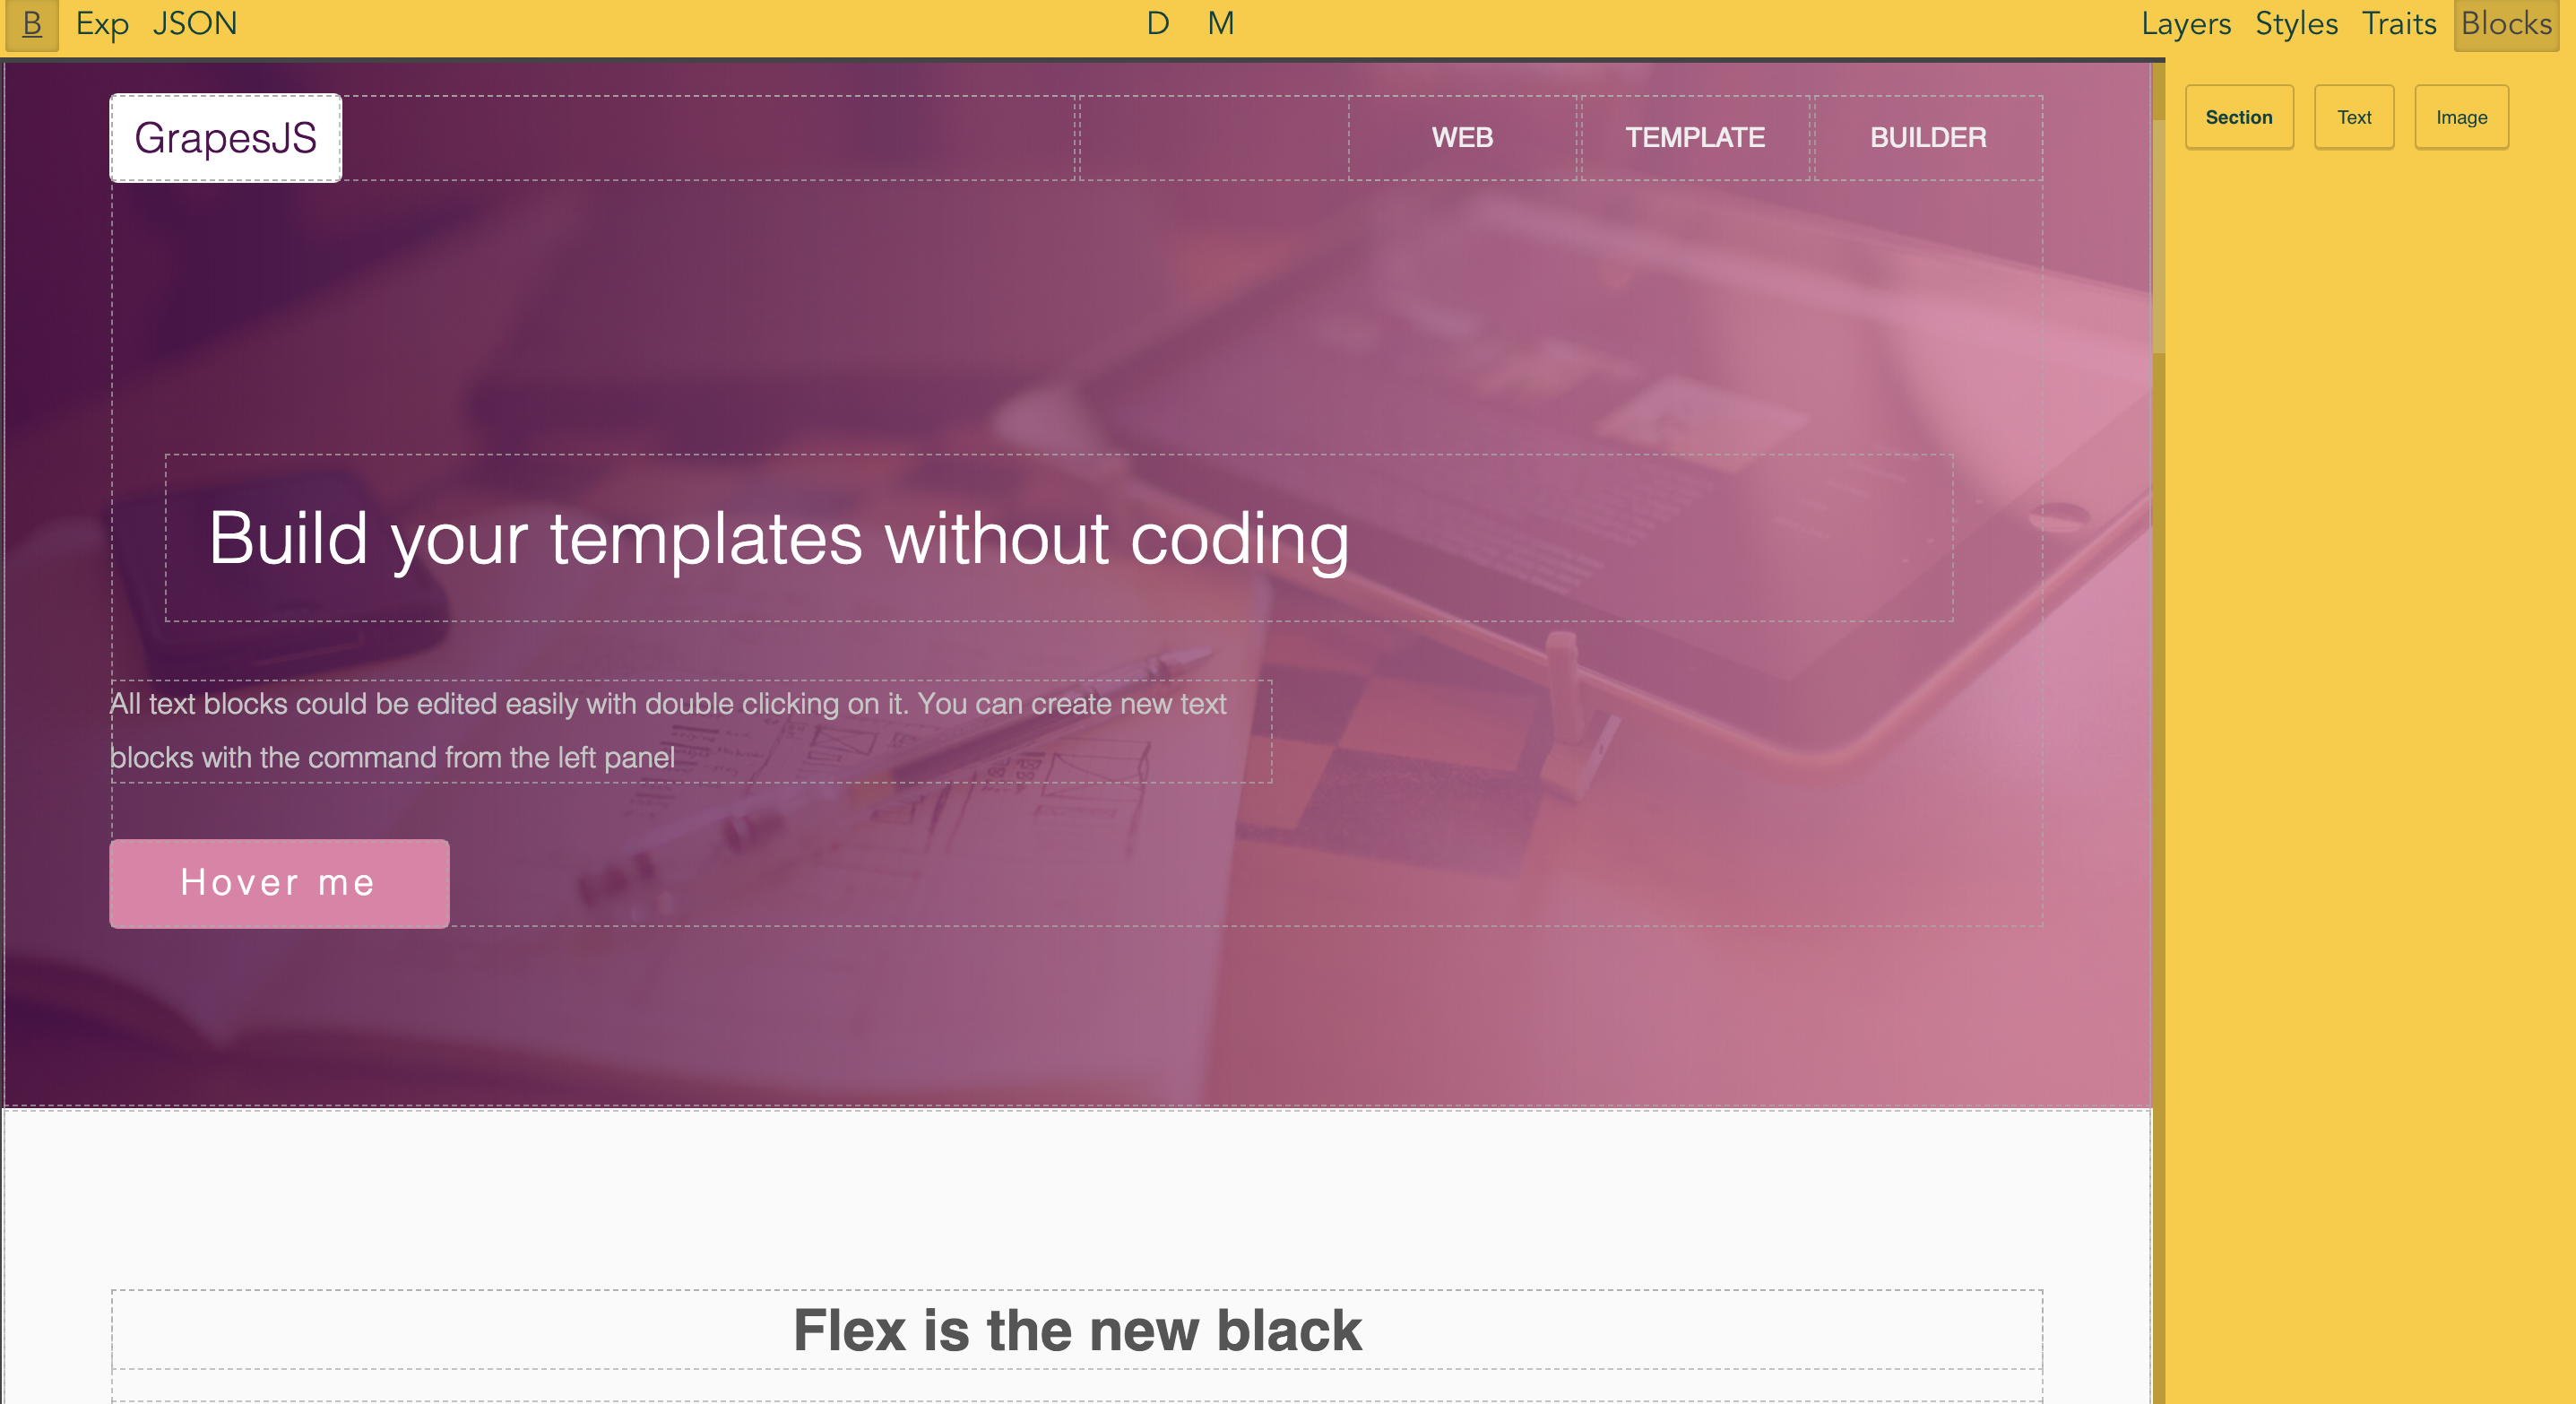 B Exp JSON D M Layers Styles Traits Blocks
Section Text Image
GrapesJS WEB TEMPLATE BUILDER
Build your templates without coding
All text blocks could be edited easily with double clicking on it. You can create new text
blocks with the command from the left panel
Hover me
Flex is the new black